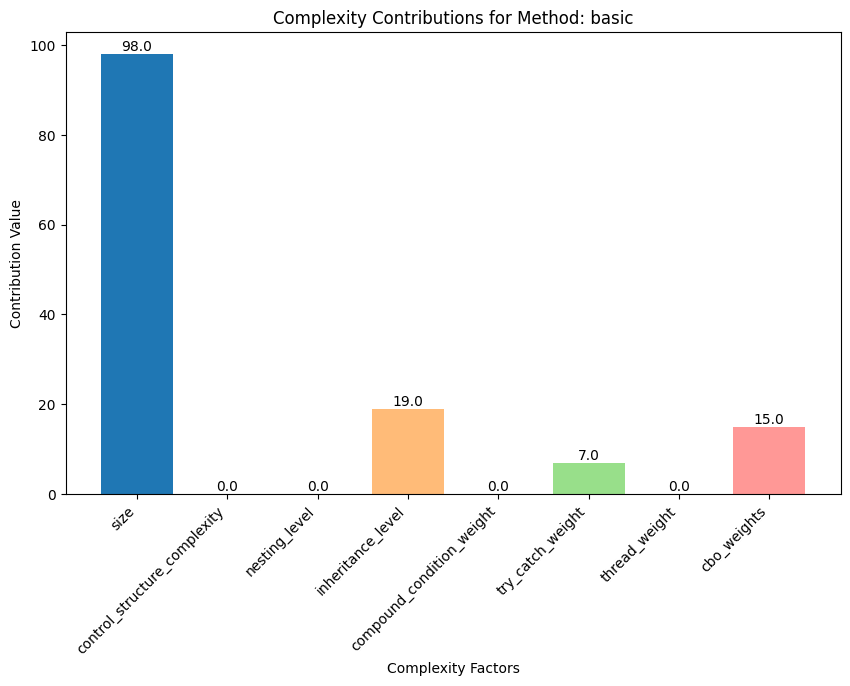 Complexity Contributions for Method: basic
Contribution Value
100
80
60
40
20
0
98.0
0.0
0.0
19.0
0.0
7.0
0.0
15.0
size
control_structure_complexity
nesting_level
inheritance_level
compound_condition_weight
try_catch_weight
thread_weight
cbo_weights
Complexity Factors